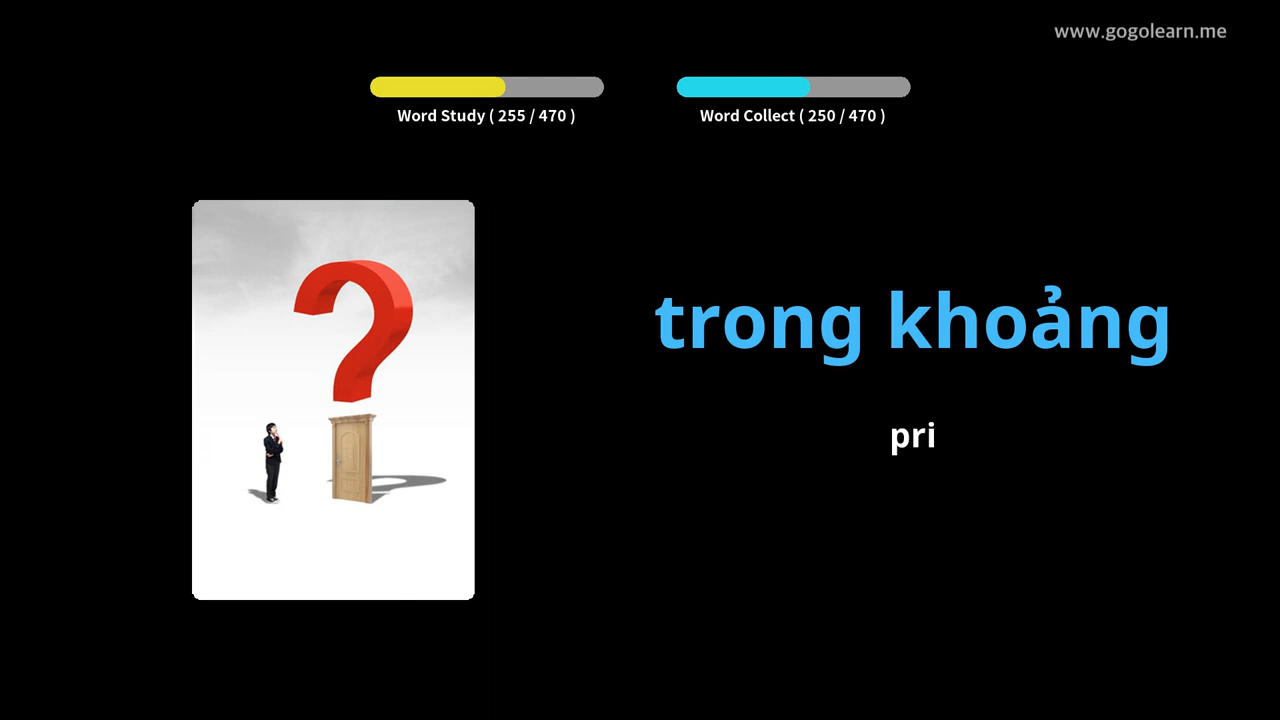 www.gogolearn.me
Word Study ( 255 / 470 )
Word Collect ( 250 / 470 )
trong khoảng
pri